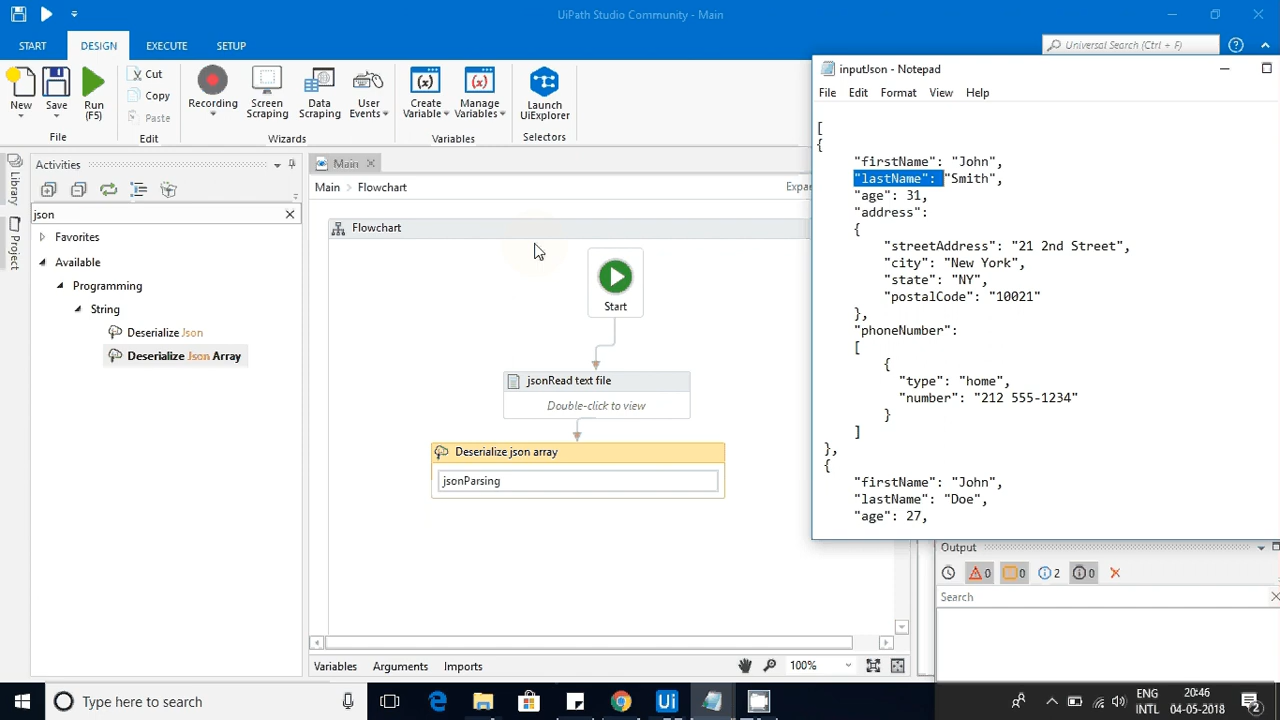 UiPath Studio Community - Main
START
DESIGN
EXECUTE
SETUP
Universal Search (Ctrl + F)
New
Save
Run
(F5)
Cut
Copy
Paste
Recording
Screen
Scraping
Data
Scraping
User
Events
Create
Variable
Manage
Variables
Launch
UiExplorer
File
Edit
Wizards
Variables
Selectors
Library
Project
Activities
json
Favorites
Available
Programming
String
Deserialize Json
Deserialize Json Array
Main
Main > Flowchart
Expan
Flowchart
Start
jsonRead text file
Double-click to view
Deserialize json array
jsonParsing
Variables
Arguments
Imports
100%
inputJson - Notepad
File Edit Format View Help
[
{
"firstName": "John",
"lastName": "Smith",
"age": 31,
"address":
{
"streetAddress": "21 2nd Street",
"city": "New York",
"state": "NY",
"postalCode": "10021"
},
"phoneNumber":
[
{
"type": "home",
"number": "212 555-1234"
}
]
},
{
"firstName": "John",
"lastName": "Doe",
"age": 27,
Output
0
0
2
0
Search
Type here to search
Ui
ENG
INTL
20:46
04-05-2018
2